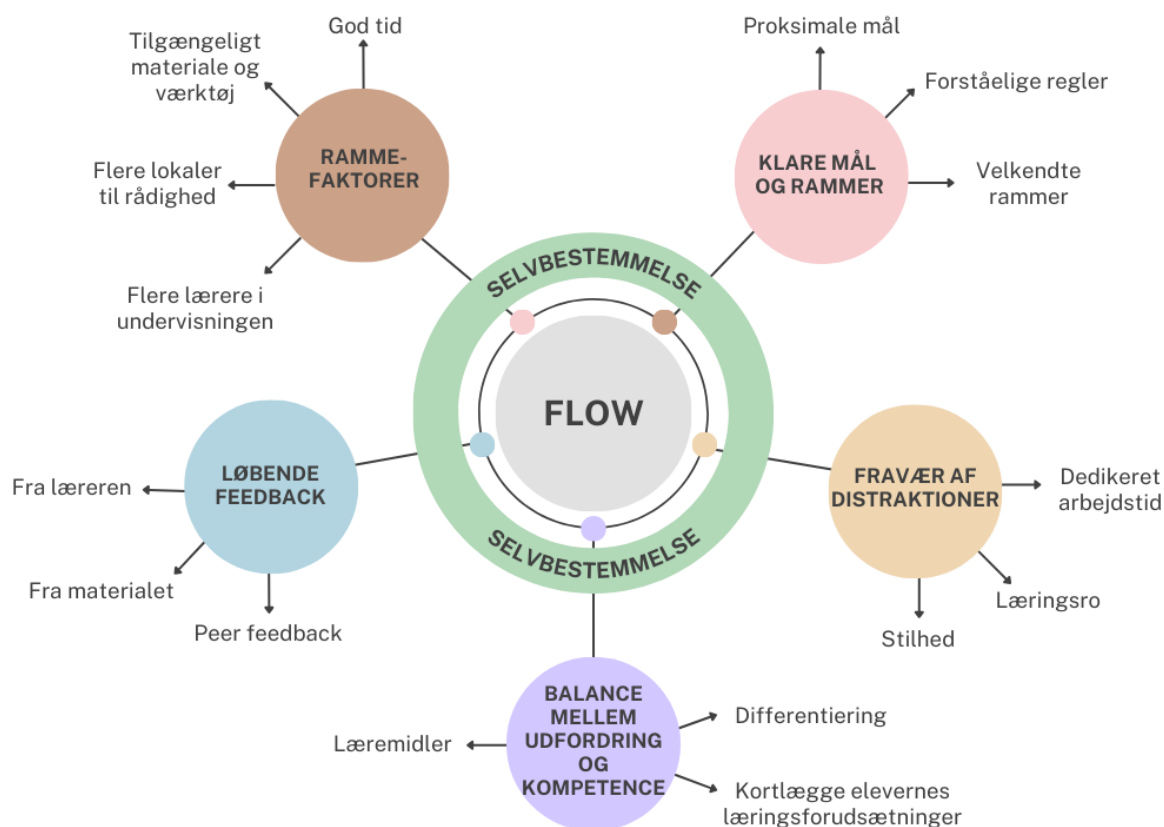 God tid
Tilgængeligt
materiale og
værktøj
Flere lokaler
til rådighed
Flere lærere i
undervisningen
RAMME-
FAKTORER
Proksimale mål
Forståelige regler
Velkendte
rammer
KLARE MÅL
OG RAMMER
SELVBESTEMMELSE
FLOW
SELVBESTEMMELSE
LØBENDE
FEEDBACK
Fra læreren
Fra materialet
Peer feedback
FRAVÆR AF
DISTRAKTIONER
Dedikeret
arbejdstid
Læringsro
Stilhed
BALANCE
MELLEM
UDFORDRING
OG
KOMPETENCE
Læremidler
Differentiering
Kortlægge elevernes
læringsforudsætninger